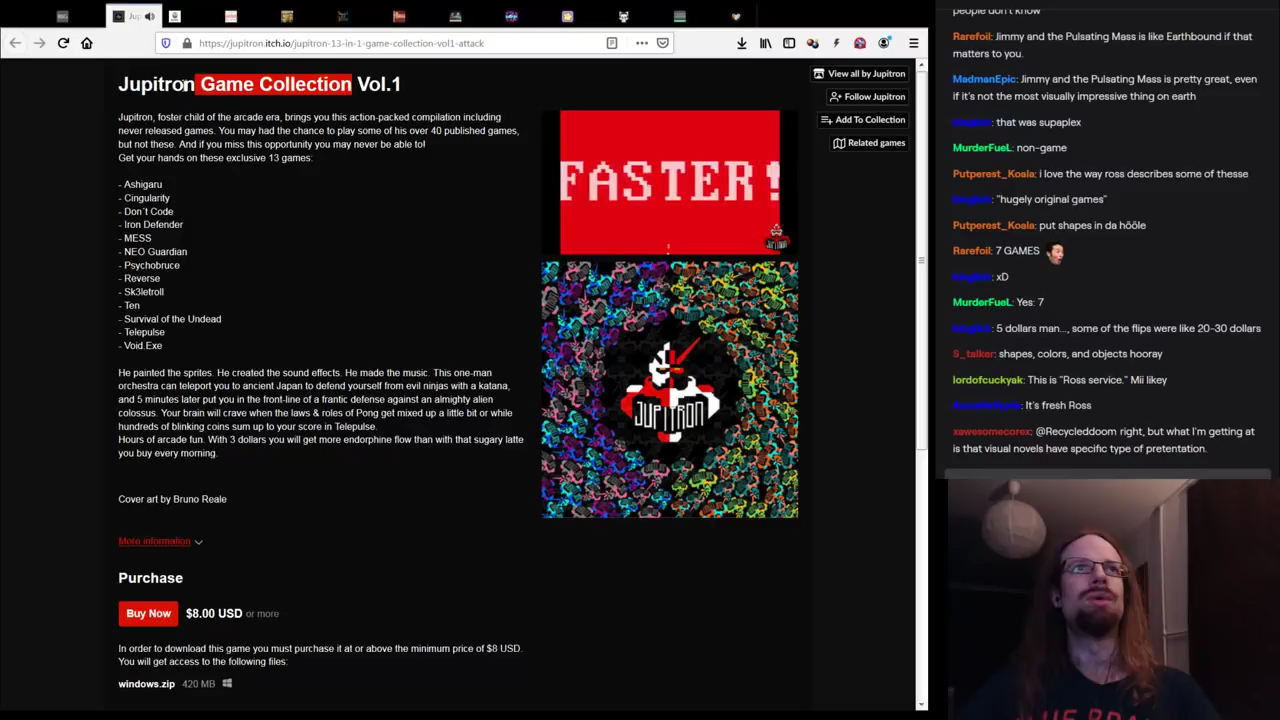 Jup
https://jupitron.itch.io/jupitron-13-in-1-game-collection-vol1-attack
Jupitron Game Collection Vol.1
Jupitron, foster child of the arcade era, brings you this action-packed compilation including
never released games. You may had the chance to play some of his over 40 published games,
but not these. And if you miss this opportunity you may never be able to!
Get your hands on these exclusive 13 games:
- Ashigaru
- Cingularity
- Don´t Code
- Iron Defender
- MESS
- NEO Guardian
- Psychobruce
- Reverse
- Sk3letroll
- Ten
- Survival of the Undead
- Telepulse
- Void.Exe
He painted the sprites. He created the sound effects. He made the music. This one-man
orchestra can teleport you to ancient Japan to defend yourself from evil ninjas with a katana,
and 5 minutes later put you in the front-line of a frantic defense against an almighty alien
colossus. Your brain will crave when the laws & roles of Pong get mixed up a little bit or while
hundreds of blinking coins sum up to your score in Telepulse.
Hours of arcade fun. With 3 dollars you will get more endorphine flow than with that sugary latte
you buy every morning.
Cover art by Bruno Reale
More information
Purchase
Buy Now $8.00 USD or more
In order to download this game you must purchase it at or above the minimum price of $8 USD.
You will get access to the following files:
windows.zip 420 MB
FASTER!
JUPITRON
View all by Jupitron
Follow Jupitron
Add To Collection
Related games
people don't know
Rarefoil: Jimmy and the Pulsating Mass is like Earthbound if that
matters to you.
MadmanEpic: Jimmy and the Pulsating Mass is pretty great, even
if it's not the most visually impressive thing on earth
: that was supaplex
MurderFueL: non-game
Putperest_Koala: i love the way ross describes some of thesse
: "hugely original games"
Putperest_Koala: put shapes in da hööle
Rarefoil: 7 GAMES
: xD
MurderFueL: Yes: 7
: 5 dollars man..., some of the flips were like 20-30 dollars
S_talker: shapes, colors, and objects hooray
lordofcuckyak: This is "Ross service." Mii likey
: It's fresh Ross
xawesomecorex: @Recycleddoom right, but what I'm getting at
is that visual novels have specific type of pretentation.